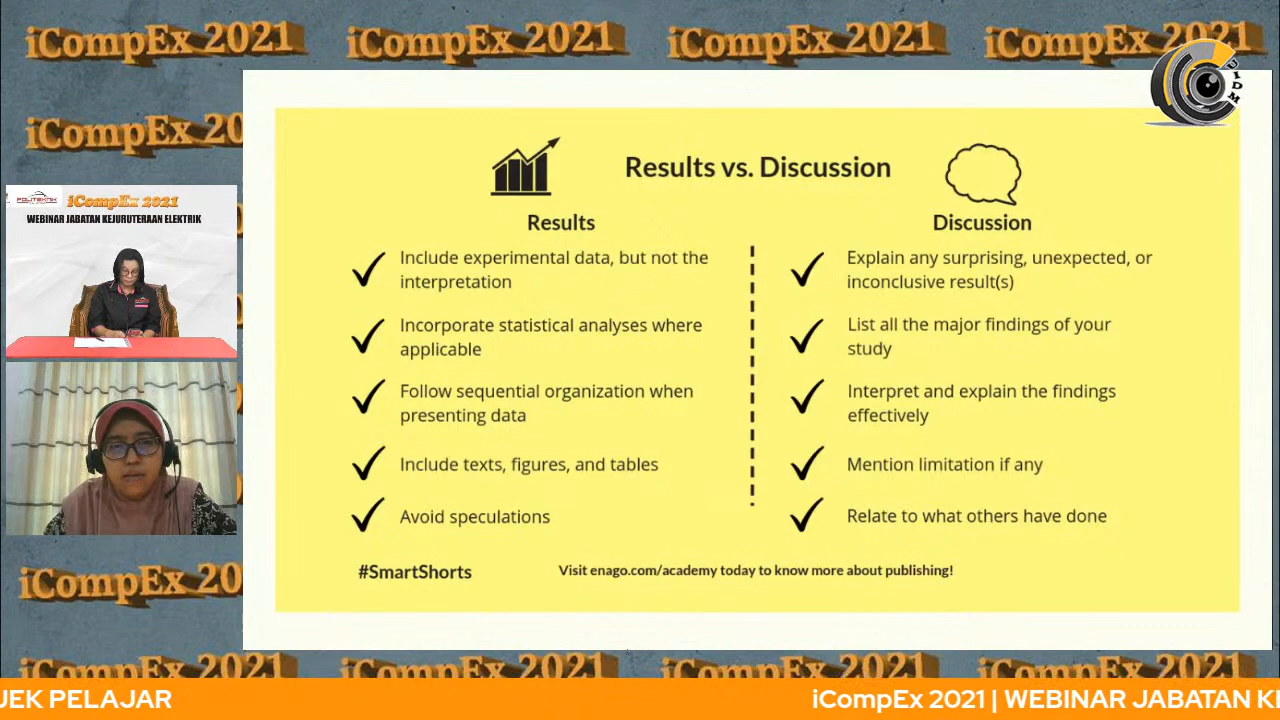 iCompEx 2021 iCompEx 2021 iCompEx 2021 iCompEx 2021
iCompEx 20
UIDM
POLITEKNIK iCompEx 2021
WEBINAR JABATAN KEJURUTERAAN ELEKTRIK
Results vs. Discussion
Results
Include experimental data, but not the
interpretation
Incorporate statistical analyses where
applicable
Follow sequential organization when
presenting data
Include texts, figures, and tables
Avoid speculations
Discussion
Explain any surprising, unexpected, or
inconclusive result(s)
List all the major findings of your
study
Interpret and explain the findings
effectively
Mention limitation if any
Relate to what others have done
#SmartShorts
Visit enago.com/academy today to know more about publishing!
iCompEx 20
iCompEx 2021 iCompEx 2021 iCompEx 2021 iCompEx 2021
JEK PELAJAR
iCompEx 2021 | WEBINAR JABATAN KE